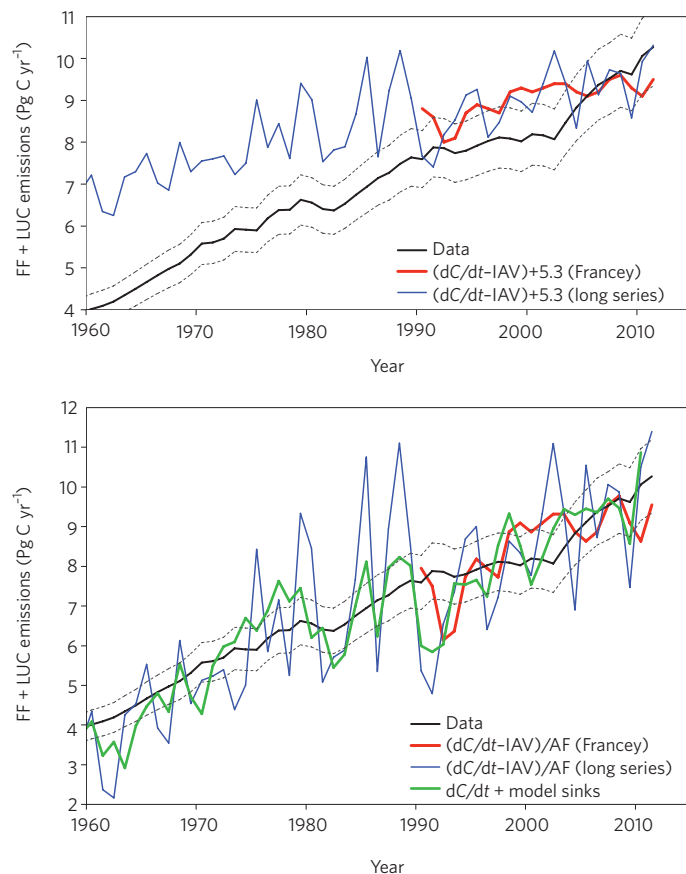 FF + LUC emissions (Pg C yr⁻¹)
11
10
9
8
7
6
5
4
1960
1970
1980
1990
2000
2010
Year
Data
(dC/dt–IAV)+5.3 (Francey)
(dC/dt–IAV)+5.3 (long series)
FF + LUC emissions (Pg C yr⁻¹)
12
11
10
9
8
7
6
5
4
3
2
1960
1970
1980
1990
2000
2010
Year
Data
(dC/dt–IAV)/AF (Francey)
(dC/dt–IAV)/AF (long series)
dC/dt + model sinks